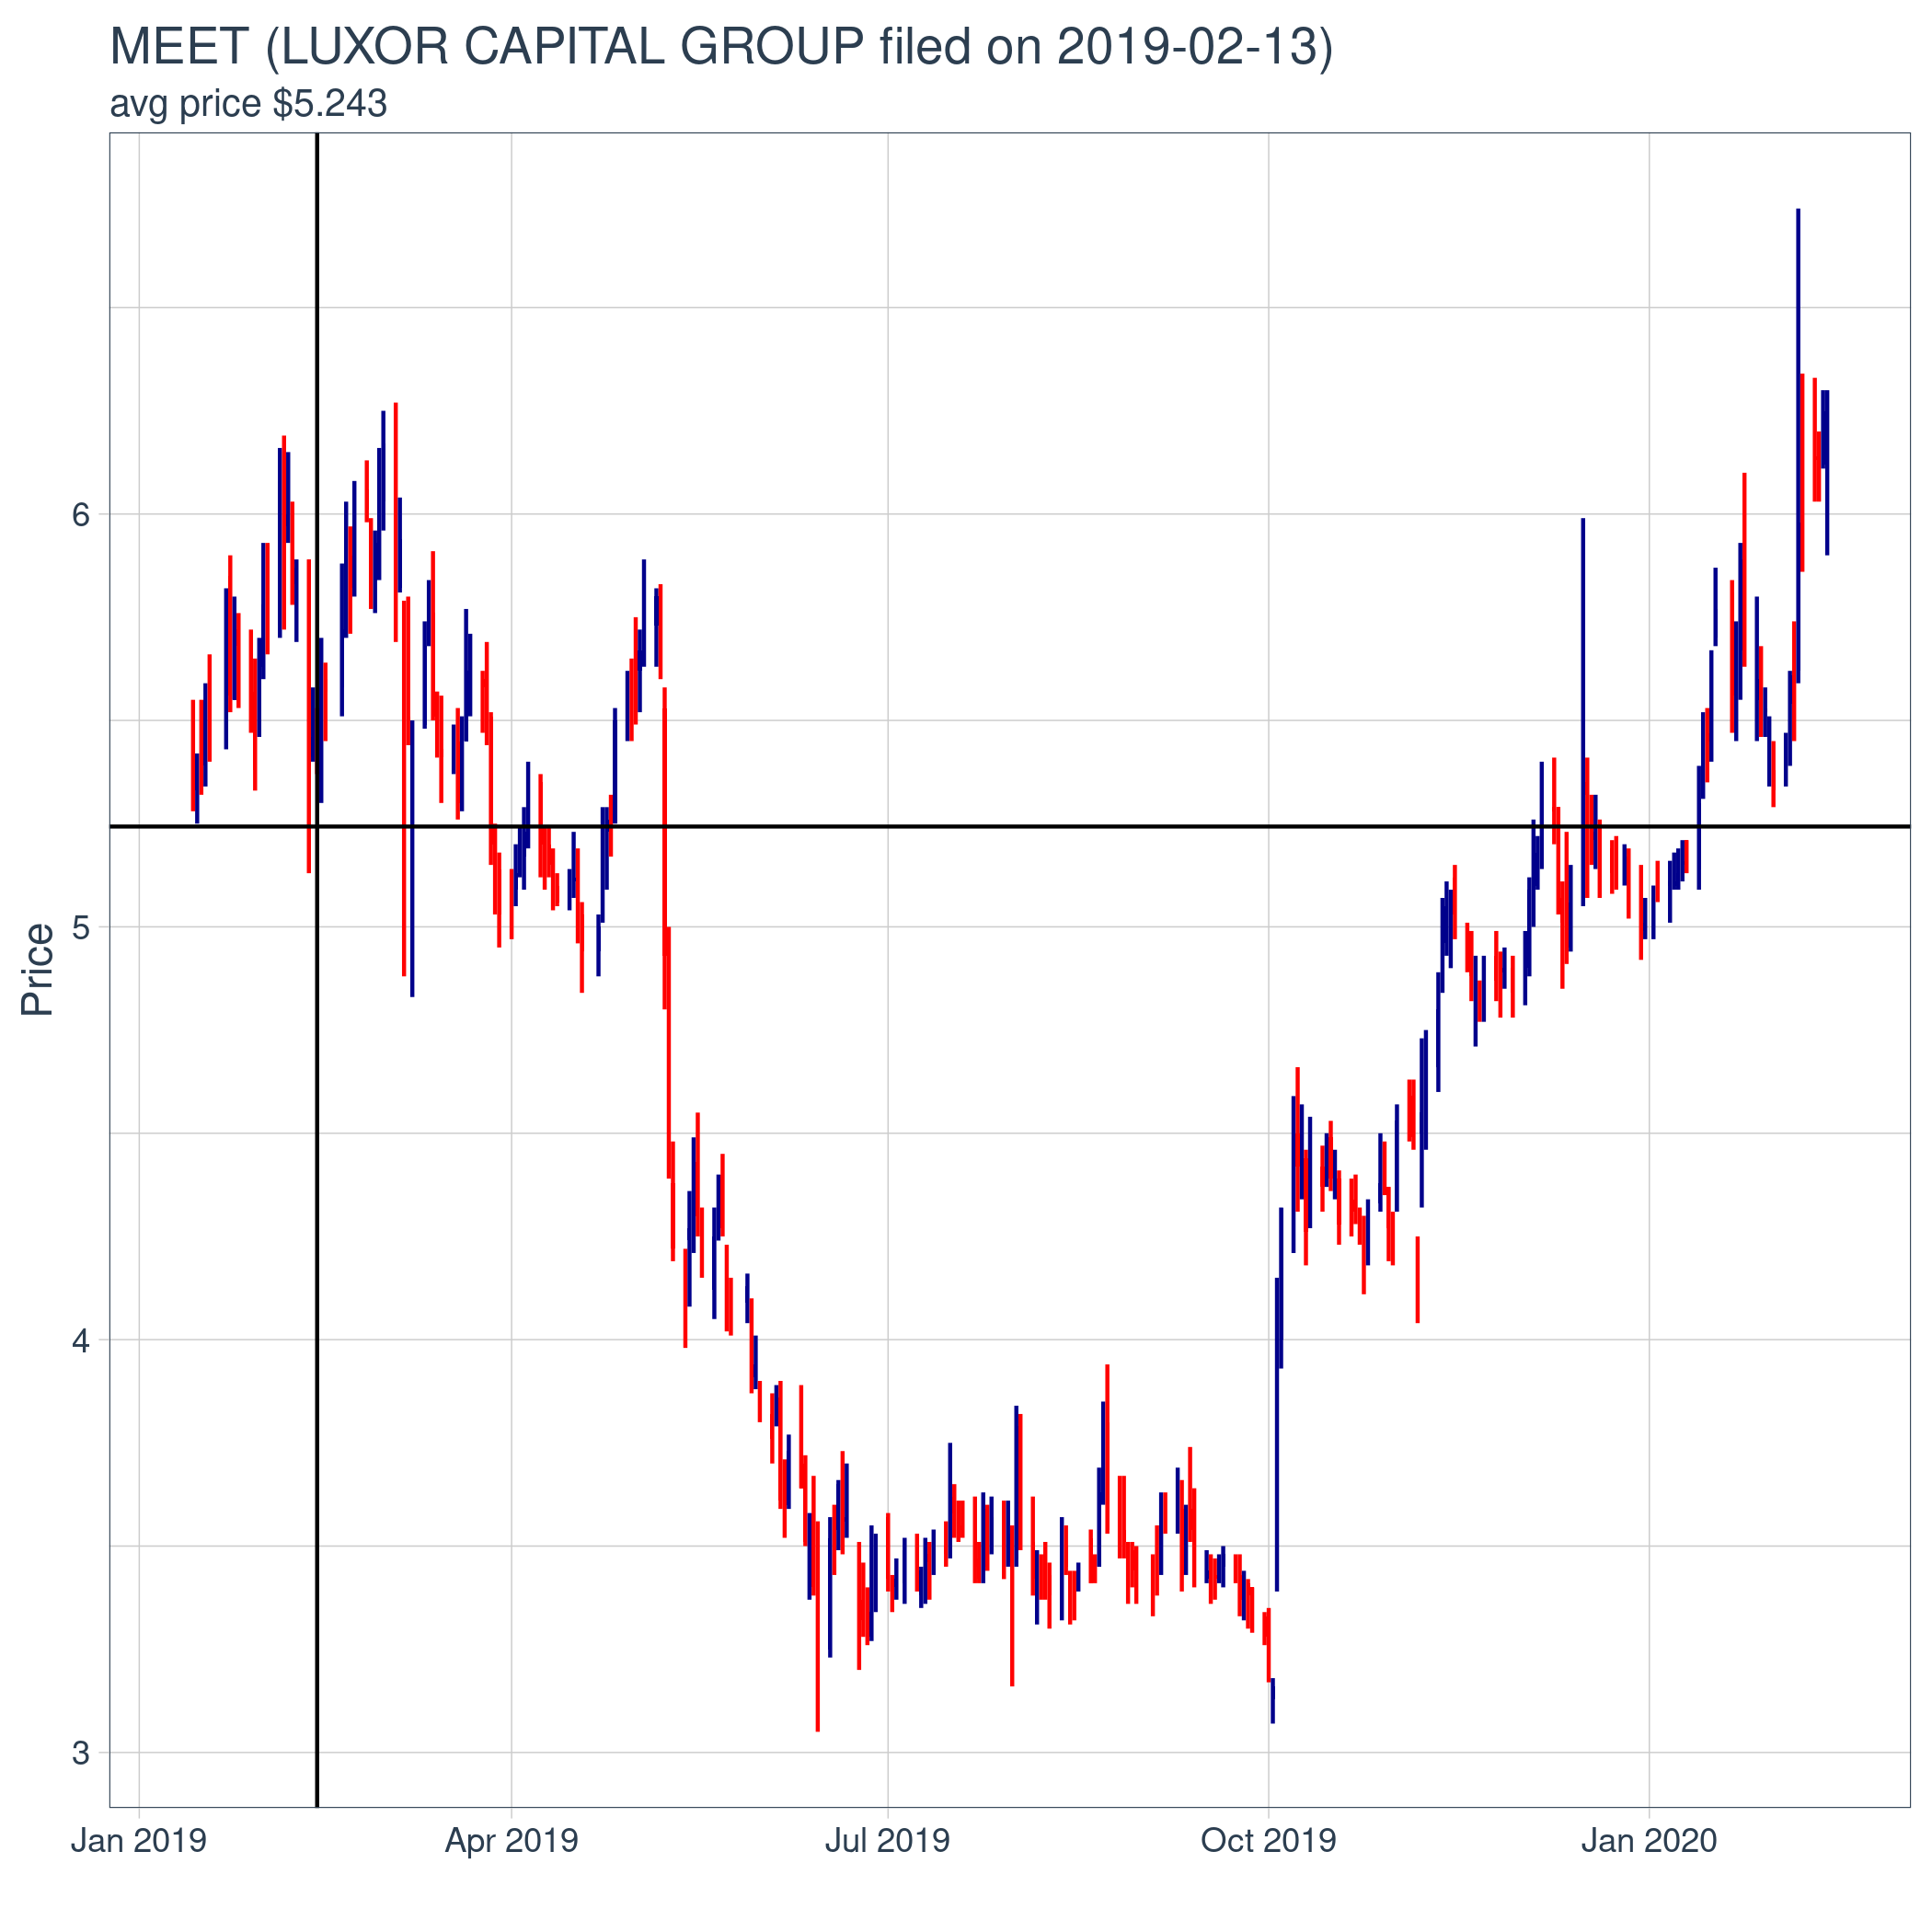 MEET (LUXOR CAPITAL GROUP filed on 2019-02-13)
avg price $5.243
Price
6
5
4
3
Jan 2019
Apr 2019
Jul 2019
Oct 2019
Jan 2020